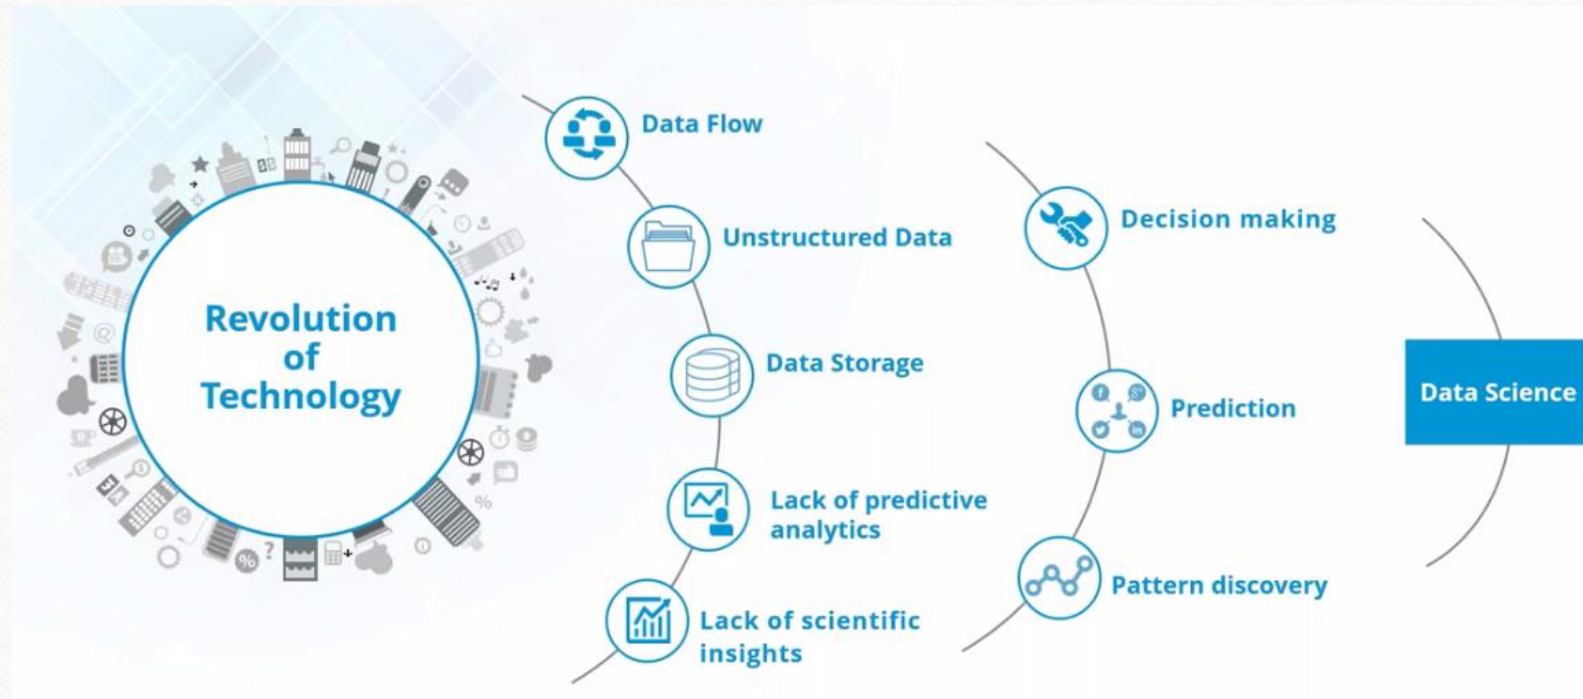 Revolution
of
Technology
Data Flow
Unstructured Data
Data Storage
Lack of predictive
analytics
Lack of scientific
insights
Decision making
Prediction
Pattern discovery
Data Science